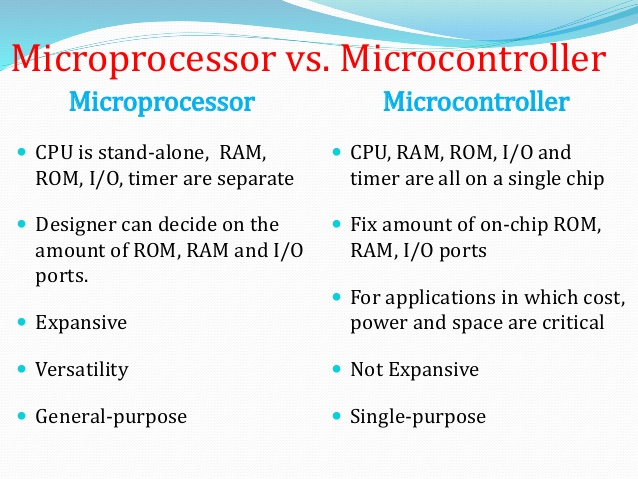 Microprocessor vs. Microcontroller
Microprocessor
• CPU is stand-alone, RAM,
ROM, I/O, timer are separate
• Designer can decide on the
amount of ROM, RAM and I/O
ports.
• Expansive
• Versatility
• General-purpose
Microcontroller
• CPU, RAM, ROM, I/O and
timer are all on a single chip
• Fix amount of on-chip ROM,
RAM, I/O ports
• For applications in which cost,
power and space are critical
• Not Expansive
• Single-purpose